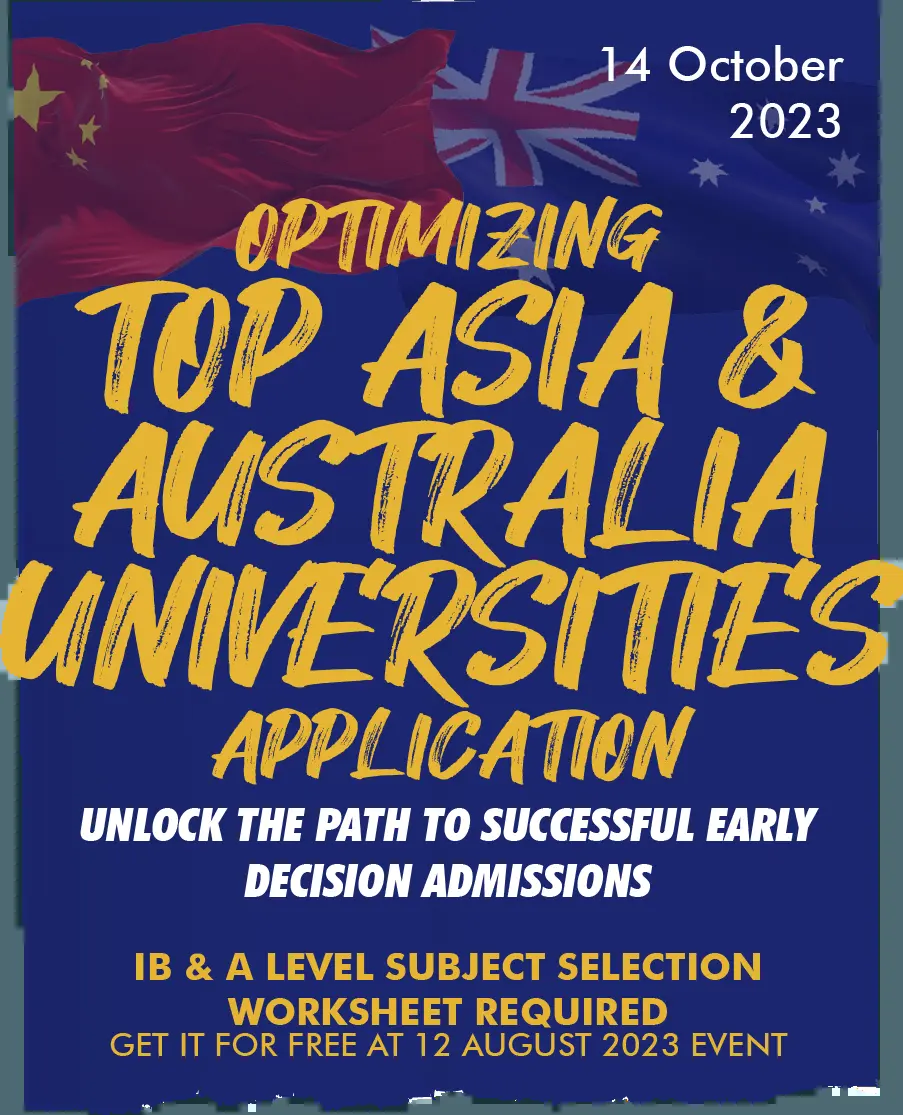 14 October
2023
OPTIMIZING
TOP ASIA &
AUSTRALIA
UNIVERSITIES
APPLICATION
UNLOCK THE PATH TO SUCCESSFUL EARLY
DECISION ADMISSIONS
IB & A LEVEL SUBJECT SELECTION
WORKSHEET REQUIRED
GET IT FOR FREE AT 12 AUGUST 2023 EVENT